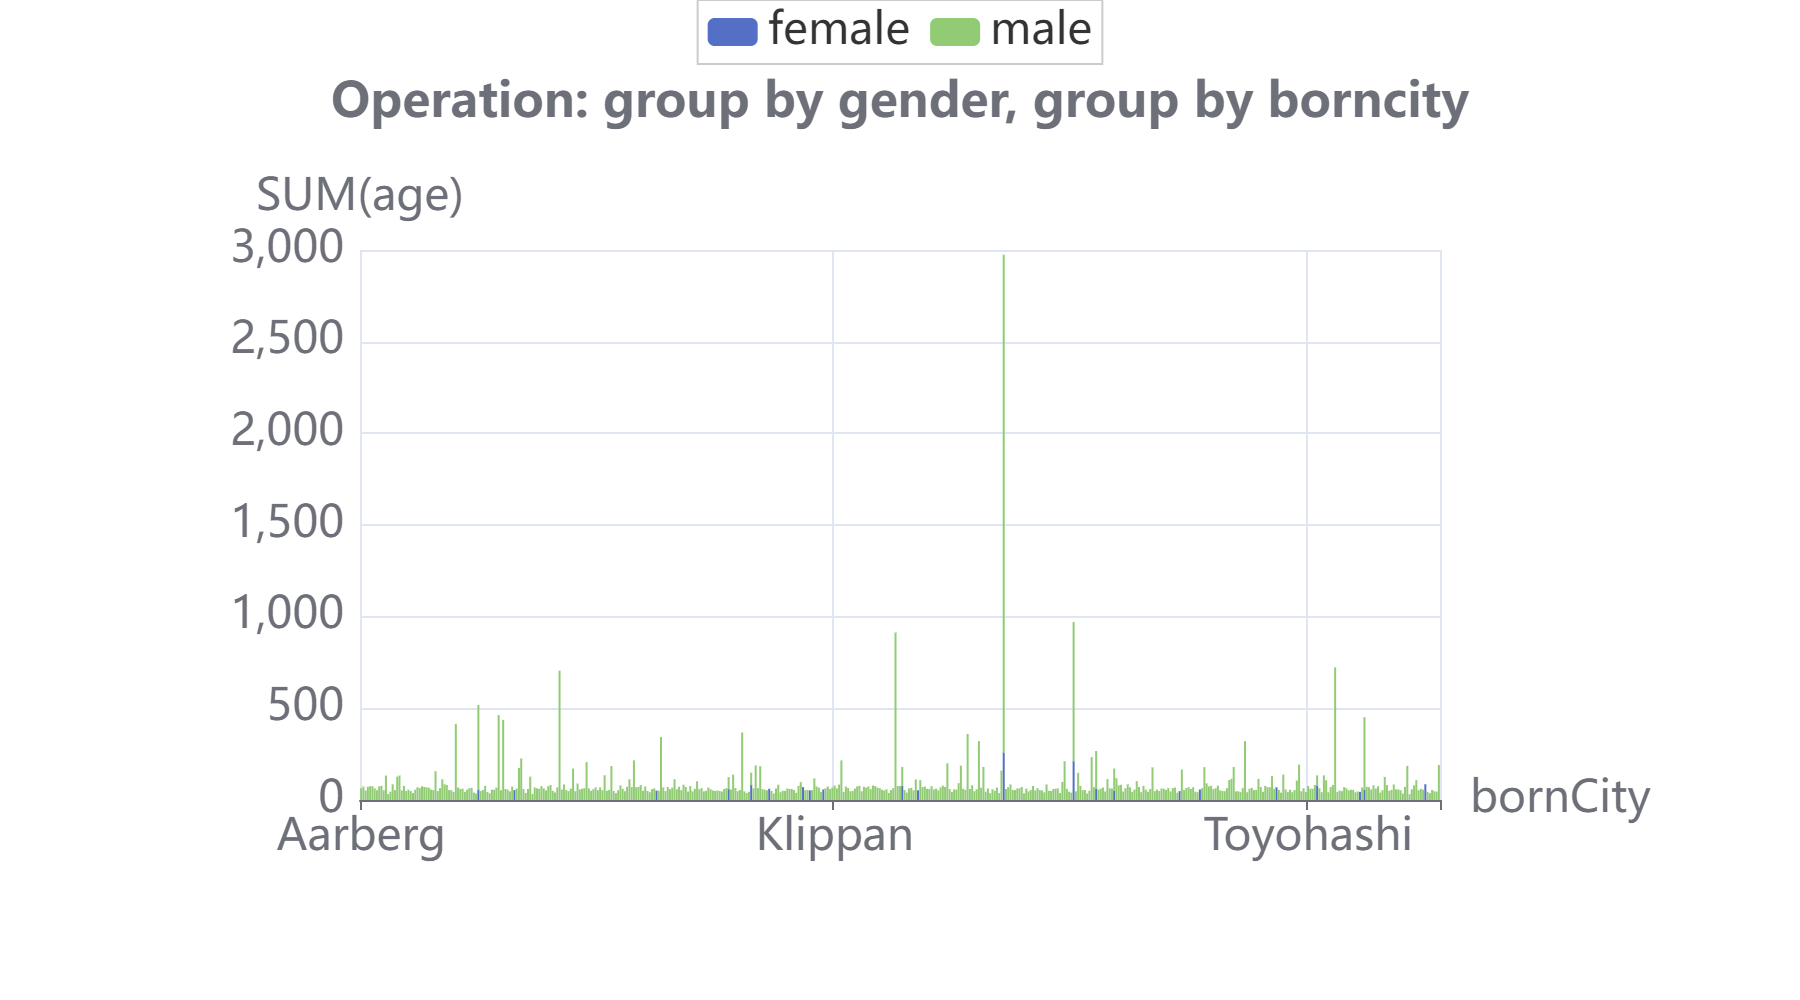 female male
Operation: group by gender, group by borncity
SUM(age)
3,000
2,500
2,000
1,500
1,000
500
0
bornCity
Aarberg Klippan Toyohashi